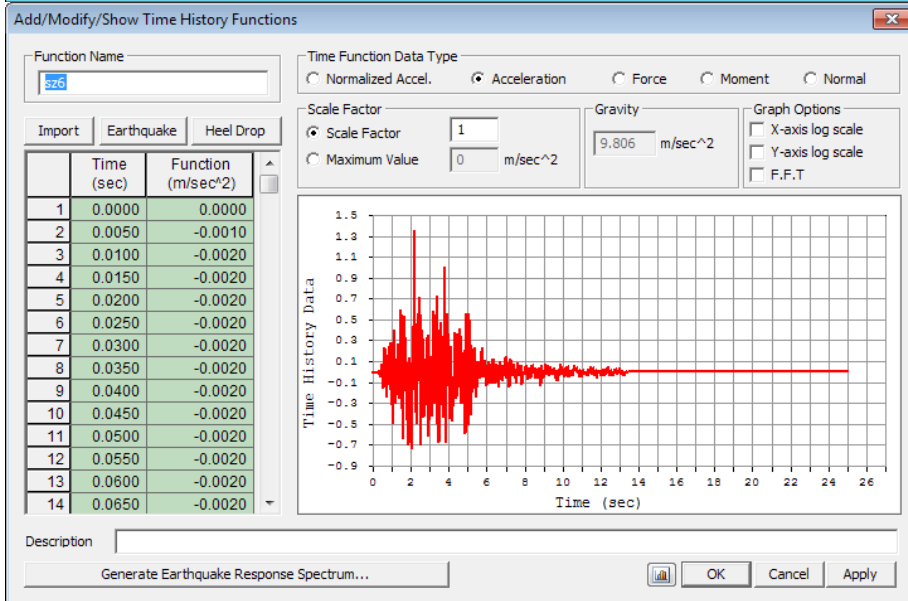 Add/Modify/Show Time History Functions
Function Name
sz6
Time Function Data Type
Normalized Accel. Acceleration Force Moment Normal
Import Earthquake Heel Drop
Scale Factor
Scale Factor 1
Maximum Value 0 m/sec^2
Gravity
9.806 m/sec^2
Graph Options
X-axis log scale
Y-axis log scale
F.F.T
Time (sec) Function (m/sec^2)
1 0.0000 0.0000
2 0.0050 -0.0010
3 0.0100 -0.0020
4 0.0150 -0.0020
5 0.0200 -0.0020
6 0.0250 -0.0020
7 0.0300 -0.0020
8 0.0350 -0.0020
9 0.0400 -0.0020
10 0.0450 -0.0020
11 0.0500 -0.0020
12 0.0550 -0.0020
13 0.0600 -0.0020
14 0.0650 -0.0020
Time History Data
1.5
1.3
1.1
0.9
0.7
0.5
0.3
0.1
-0.1
-0.3
-0.5
-0.7
-0.9
0 2 4 6 8 10 12 14 16 18 20 22 24 26
Time (sec)
Description
Generate Earthquake Response Spectrum... OK Cancel Apply